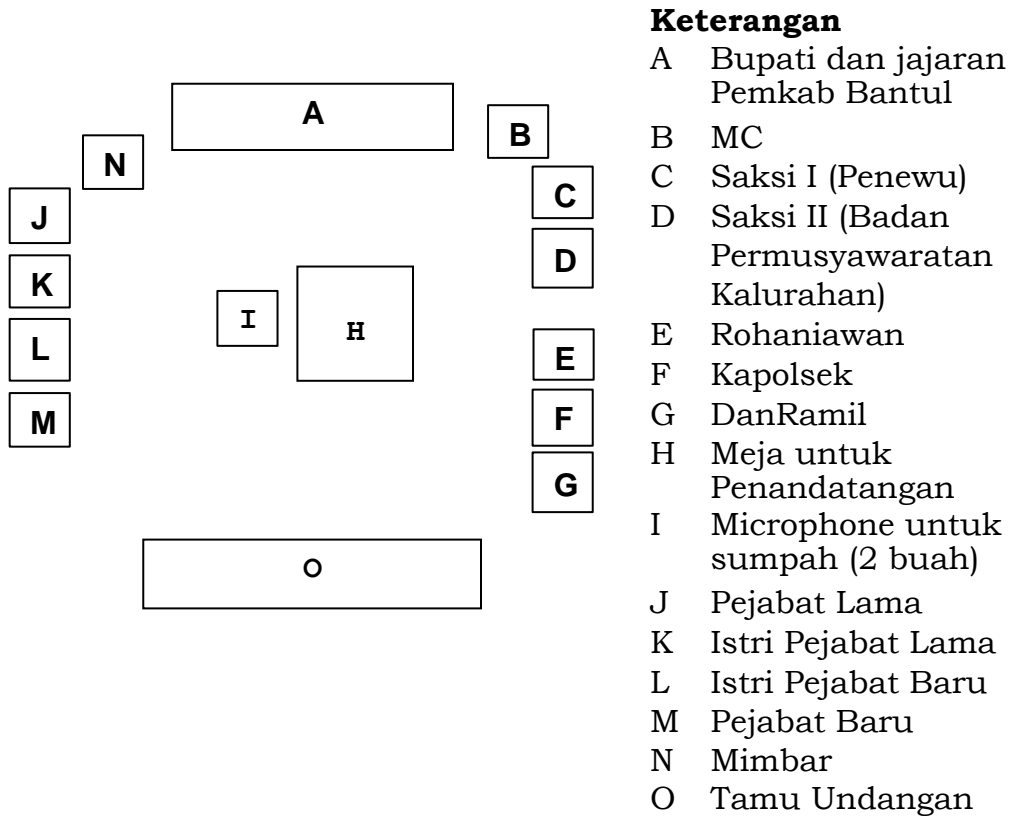 A
B
N
C
J
D
K
I
H
L
E
M
F
G
O
Keterangan
A Bupati dan jajaran
Pemkab Bantul
B MC
C Saksi I (Penewu)
D Saksi II (Badan
Permusyawaratan
Kalurahan)
E Rohaniawan
F Kapolsek
G DanRamil
H Meja untuk
Penandatangan
I Microphone untuk
sumpah (2 buah)
J Pejabat Lama
K Istri Pejabat Lama
L Istri Pejabat Baru
M Pejabat Baru
N Mimbar
O Tamu Undangan